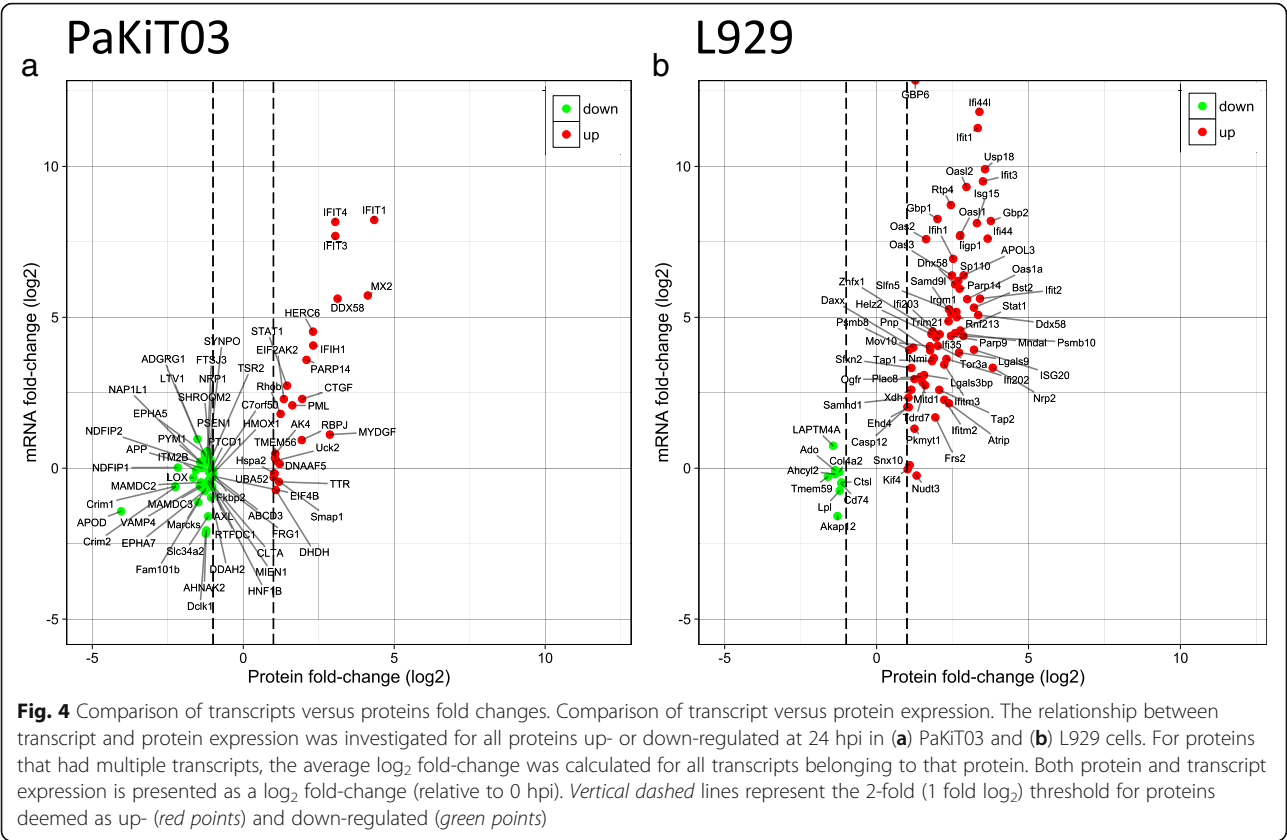 PaKiT03
L929
a
b
down
up
mRNA fold-change (log2)
10
5
0
-5
IFIT4 IFIT1
IFIT3
MX2
DDX58
HERC6
STAT1
IFIH1
EIF2AK2
PARP14
SYNPO
ADGRG1 FTSJ3
TSR2
LTV1 NRP1
Rhob CTGF
NAP1L1
SHROOM2
C7orf50 PML
EPHA5
PSEN1 HMOX1 AK4 RBPJ
NDFIP2 PYM1 PTCD1 TMEM56 MYDGF
APP ITM2B Uck2
NDFIP1 Hspa2 DNAAF5
LOX UBA52 TTR
MAMDC2
Fkbp2 EIF4B
Crim1 MAMDC3
APOD VAMP4 Marcks AXL ABCD3 Smap1
RTFDC1 FRG1
Crim2 EPHA7
Slc34a2 CLTA DHDH
Fam101b DDAH2 MIEN1
AHNAK2 HNF1B
Dclk1
-5
0
5
10
Protein fold-change (log2)
down
up
mRNA fold-change (log2)
10
5
0
-5
GBP6
Ifi44l
Ifit1
Usp18
Oasl2 Ifit3
Rtp4 Isg15
Gbp1 Oasl1 Gbp2
Oas2 Ifih1 Ifi44
Oas3 Iigp1 APOL3
Dhx58 Sp110
Oas1a
Zhfx1 Slfn5 Samd9l Parp14 Bst2 Ifit2
Daxx Helz2 Ifi203 Irgm1 Stat1
Psmb8 Pnp Trim21 Rnf213 Ddx58
Mov10 Ifi35 Parp9 Mndal Psmb10
Sfxn2 Tap1 Nmi Tor3a Lgals9
ISG20
Ogfr Plac8 Lgals3bp Ifi202
Nrp2
Samhd1 Xdh Mitd1 Ifitm3
Ehd4 Tdrd7 Tap2
Ifitm2
LAPTM4A Casp12 Pkmyt1 Atrip
Ado Frs2
Col4a2 Snx10
Ahcyl2 Ctsl Kif4
Tmem59 Cd74 Nudt3
Lpl
Akap12
-5
0
5
10
Protein fold-change (log2)
Fig. 4 Comparison of transcripts versus proteins fold changes. Comparison of transcript versus protein expression. The relationship between
transcript and protein expression was investigated for all proteins up- or down-regulated at 24 hpi in (a) PaKiT03 and (b) L929 cells. For proteins
that had multiple transcripts, the average log2 fold-change was calculated for all transcripts belonging to that protein. Both protein and transcript
expression is presented as a log2 fold-change (relative to 0 hpi). Vertical dashed lines represent the 2-fold (1 fold log2) threshold for proteins
deemed as up- (red points) and down-regulated (green points)